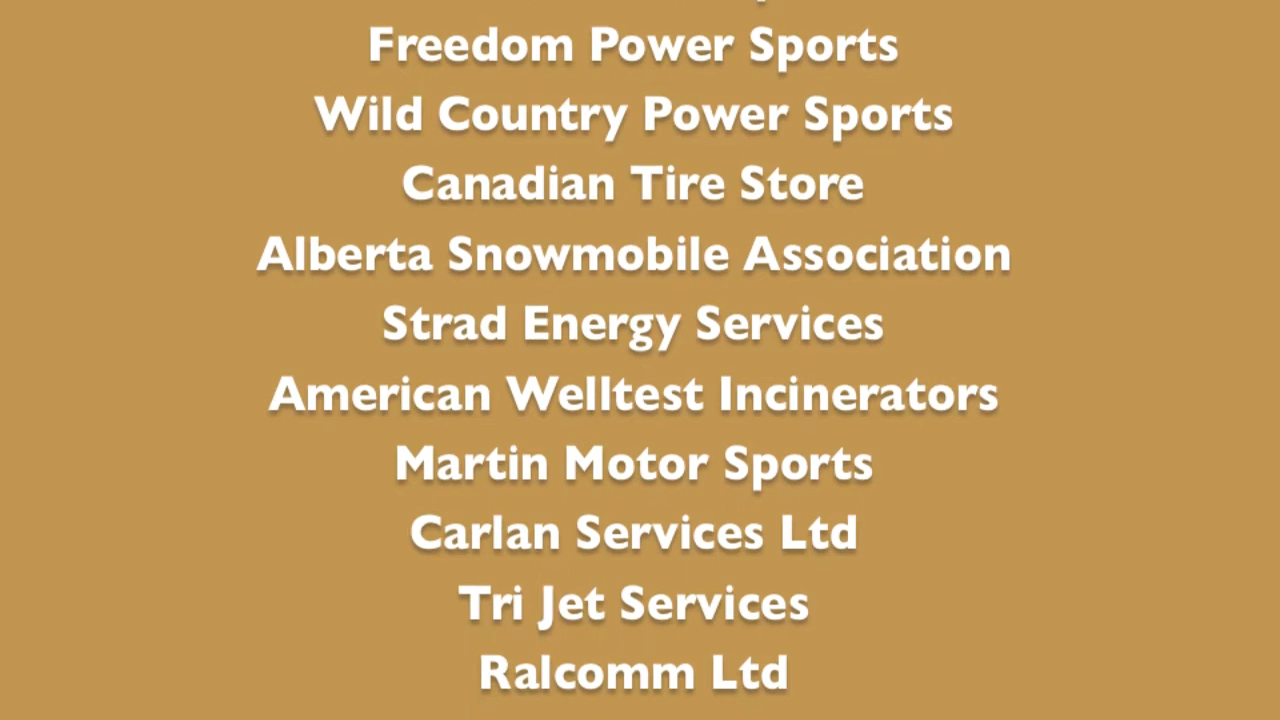 Freedom Power Sports
Wild Country Power Sports
Canadian Tire Store
Alberta Snowmobile Association
Strad Energy Services
American Welltest Incinerators
Martin Motor Sports
Carlan Services Ltd
Tri Jet Services
Ralcomm Ltd